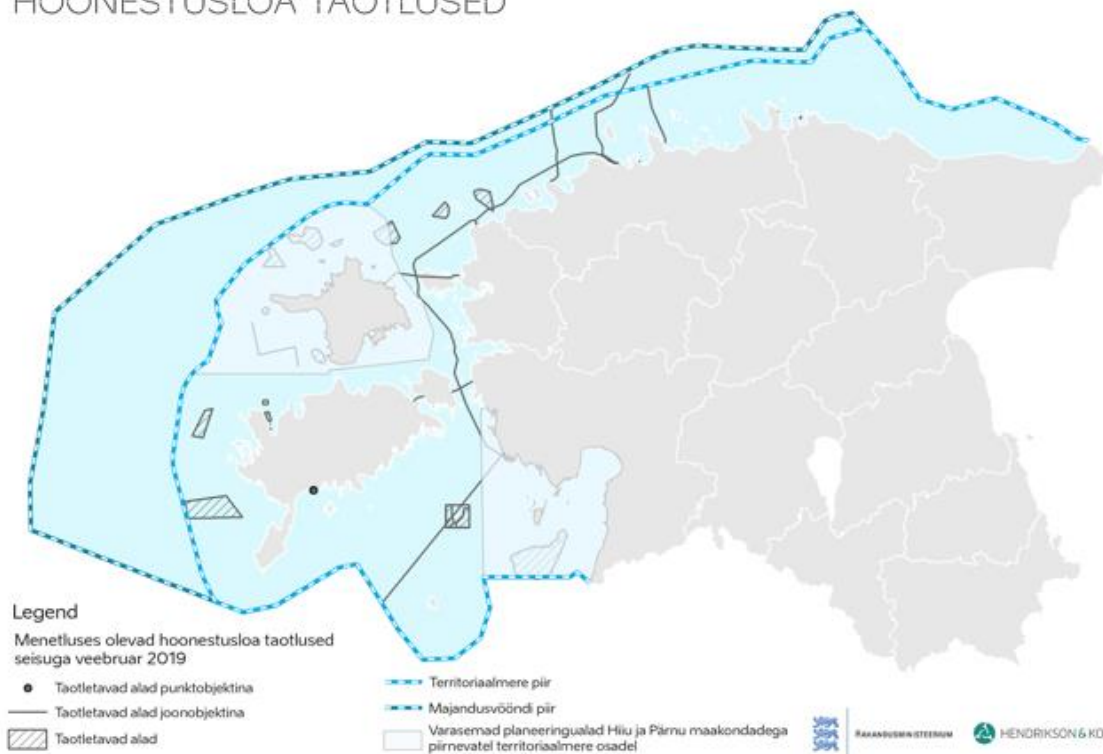 HOONESTUSLOA TAOTLUSED
Legend
Menetluses olevad hoonestusloa taotlused
seisuga veebruar 2019
Taotletavad alad punktobjektina
Taotletavad alad joonobjektina
Taotletavad alad
Territoriaalmere piir
Majandusvööndi piir
Varasemad planeeringualad Hiiu ja Pärnu maakondadega
piirnevatel territoriaalmere osadel
RAHANDUSMINISTEERIUM
HENDRIKSON & KO